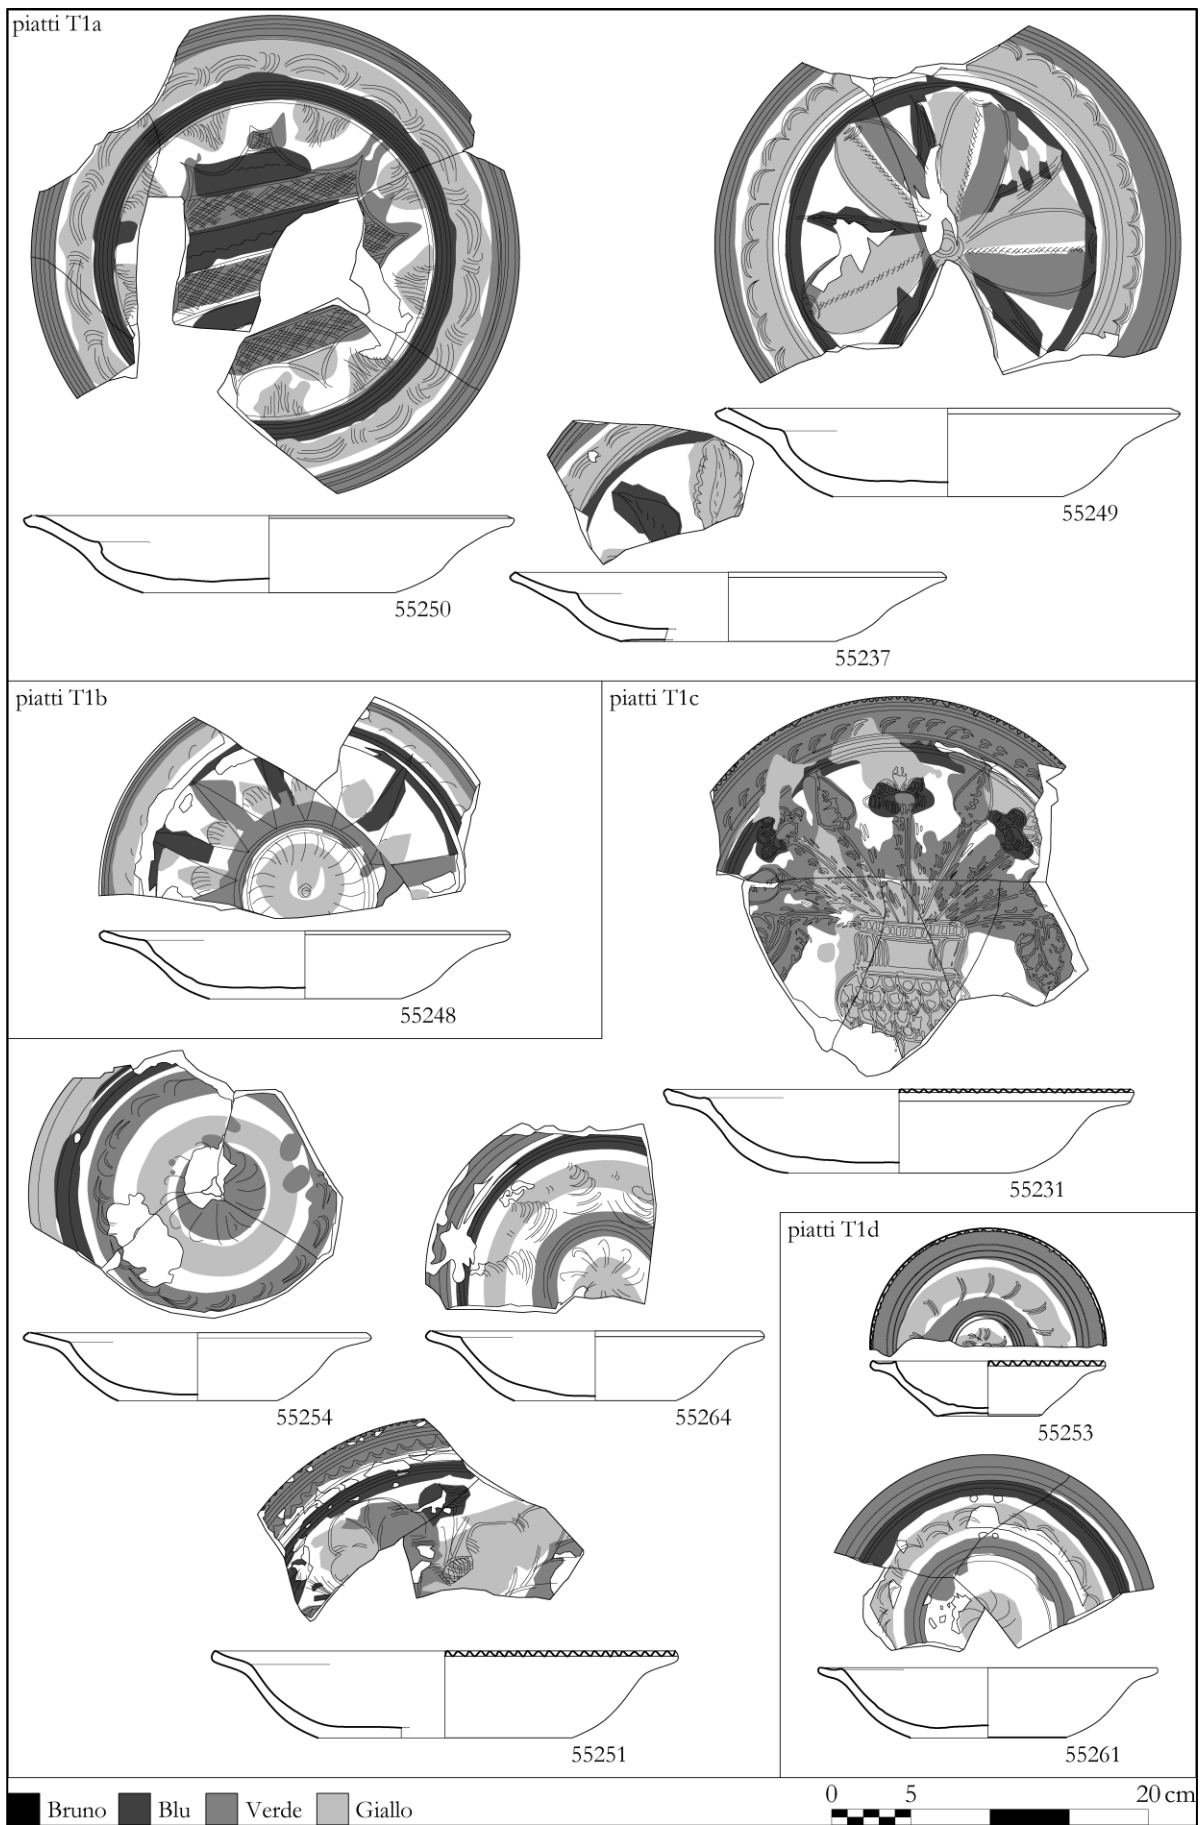 piatti T1a
55249
55250
55237
piatti T1b
piatti T1c
55248
55231
piatti T1d
55254
55264
55253
55251
55261
Bruno Blu Verde Giallo
0 5 20 cm